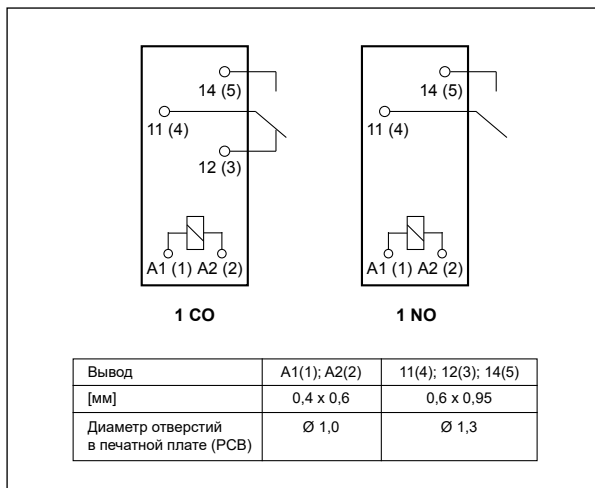 14 (5)
11 (4)
12 (3)
A1 (1) A2 (2)
1 CO
14 (5)
11 (4)
A1 (1) A2 (2)
1 NO
Вывод A1(1); A2(2) 11(4); 12(3); 14(5)
[мм] 0,4 x 0,6 0,6 x 0,95
Диаметр отверстий
в печатной плате (PCB) Ø 1,0 Ø 1,3